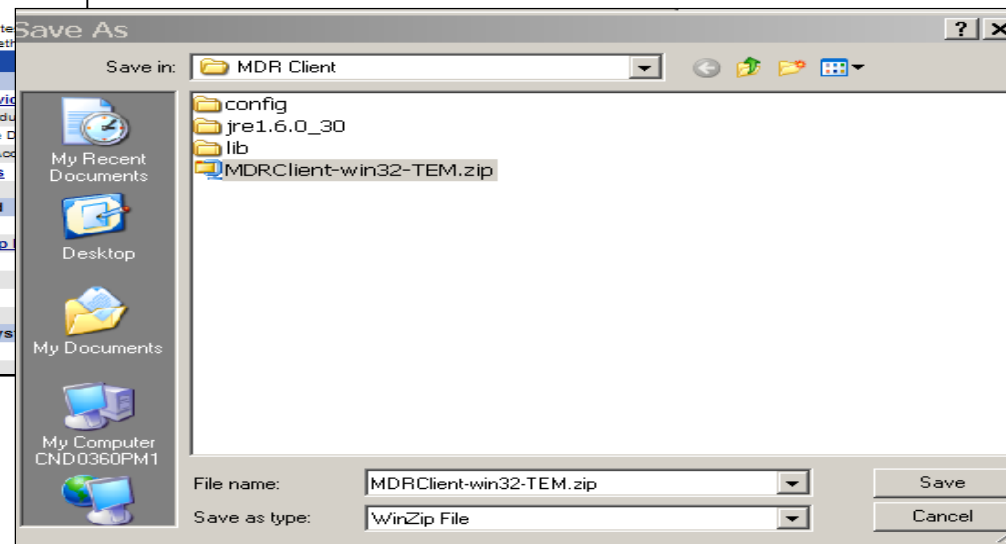 Save As
Save in: MDR Client
config
jre1.6.0_30
lib
MDRClient-win32-TEM.zip
My Recent
Documents
Desktop
My Documents
My Computer
CND0360PM1
File name: MDRClient-win32-TEM.zip Save
Save as type: WinZip File Cancel